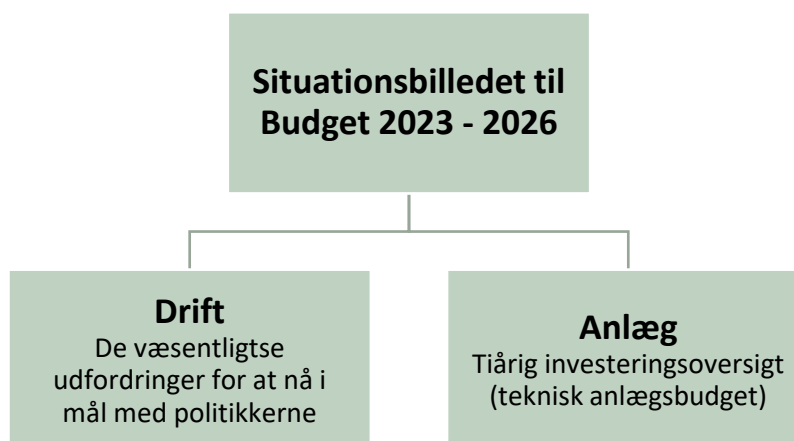 Situationsbilledet til
Budget 2023 - 2026
Drift
De væsentligtse
udfordringer for at nå i
mål med politikkerne
Anlæg
Tiårig investeringsoversigt
(teknisk anlægsbudget)